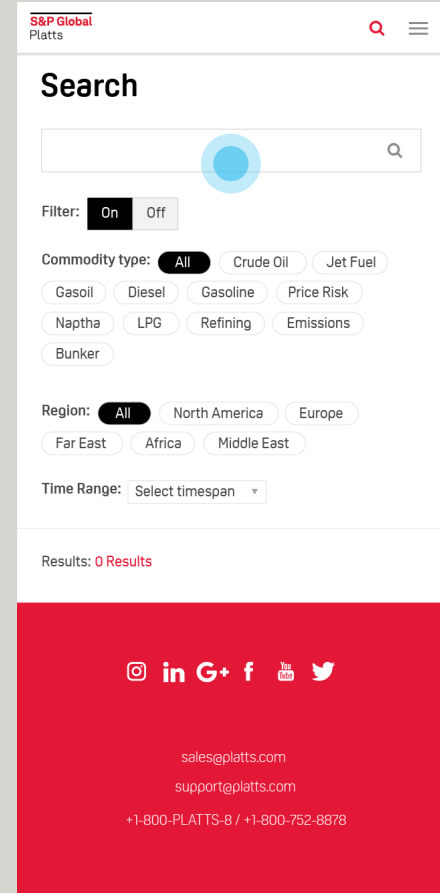 S&P Global
Platts
Search
Filter: On Off
Commodity type: All Crude Oil Jet Fuel
Gasoil Diesel Gasoline Price Risk
Naptha LPG Refining Emissions
Bunker
Region: All North America Europe
Far East Africa Middle East
Time Range: Select timespan
Results: 0 Results
in G+ f You Tube
sales@platts.com
support@platts.com
+1-800-PLATTS-8 / +1-800-752-8878